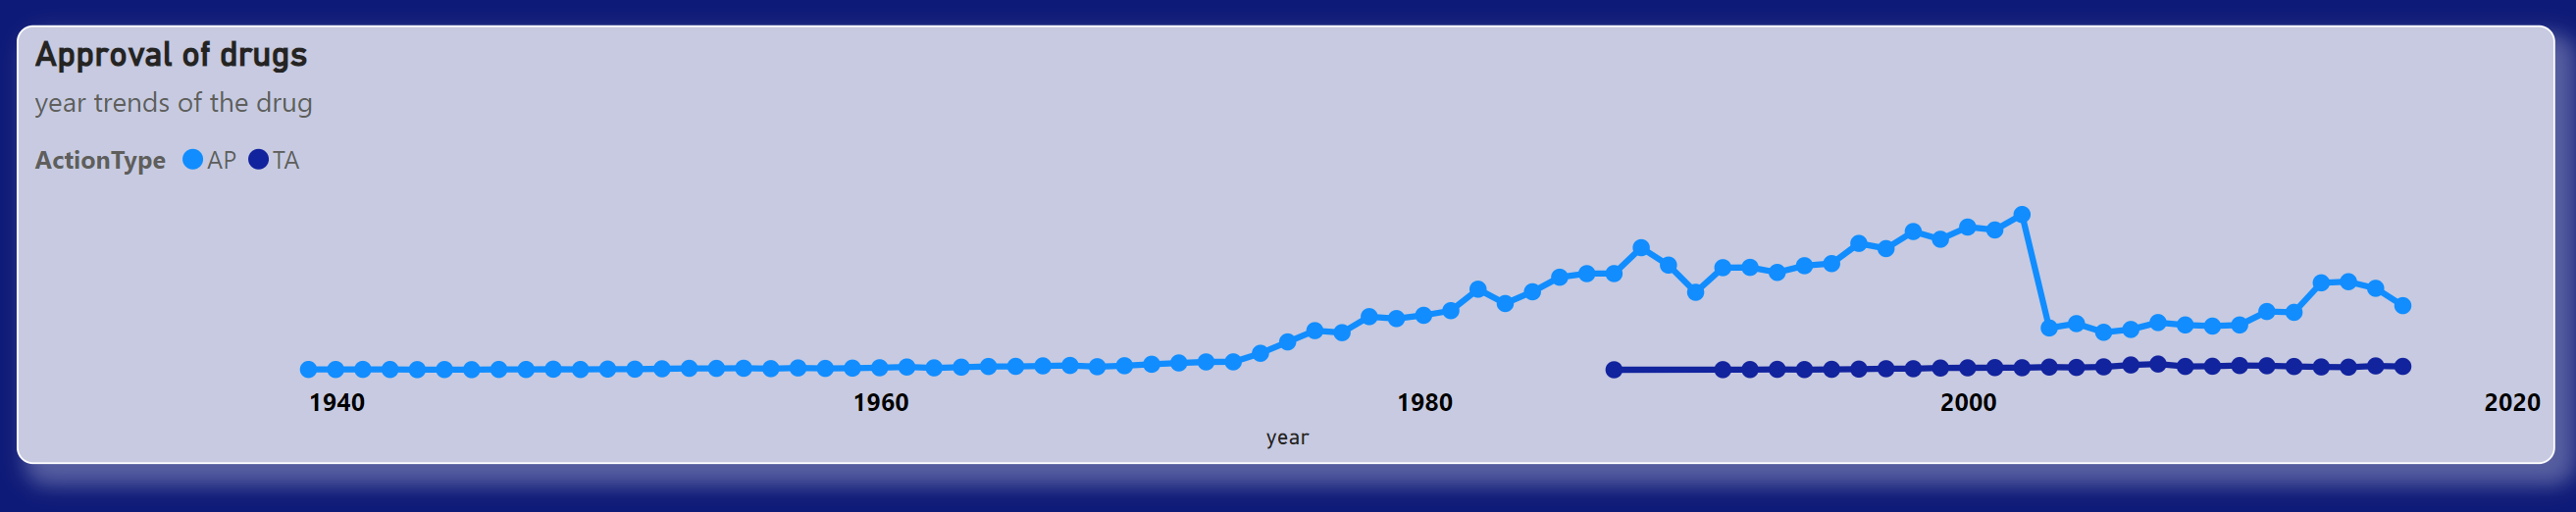 Approval of drugs
year trends of the drug
ActionType AP TA
1940 1960 1980 2000 2020
year